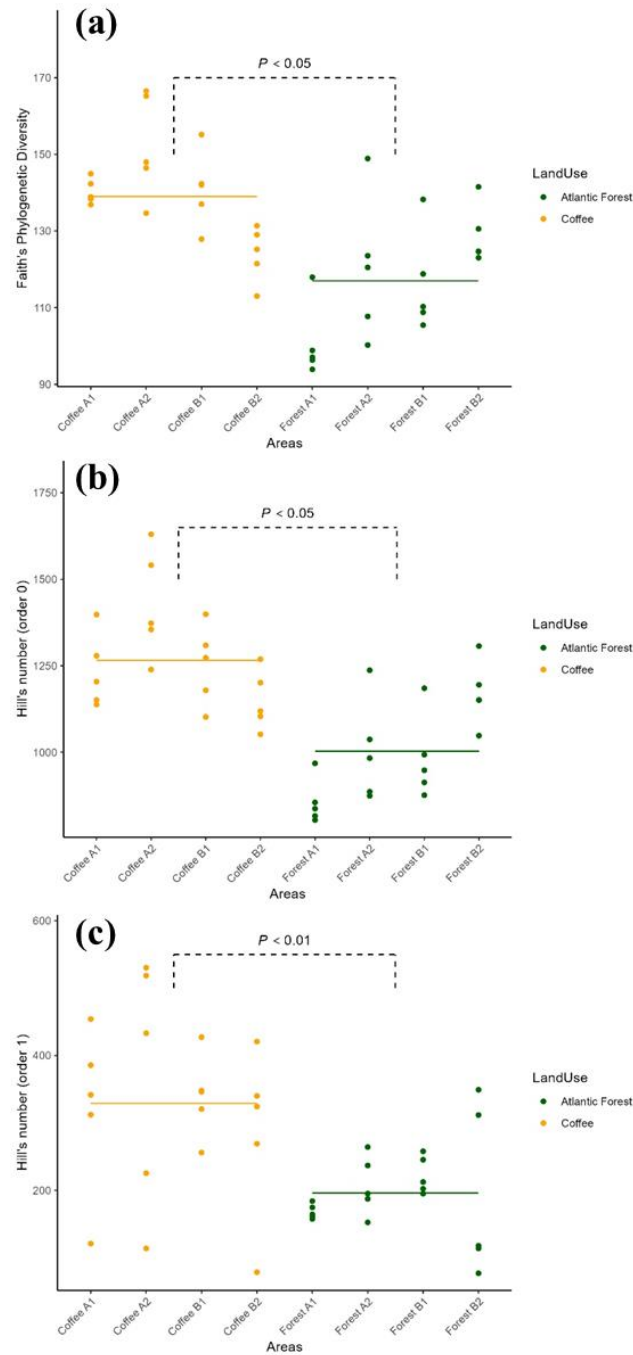 (a)
P < 0.05
170
150
130
110
90
Faith's Phylogenetic Diversity
Coffee A1
Coffee A2
Coffee B1
Coffee B2
Forest A1
Forest A2
Forest B1
Forest B2
Areas
LandUse
Atlantic Forest
Coffee
(b)
P < 0.05
1750
1500
1250
1000
Hill's number (order 0)
Coffee A1
Coffee A2
Coffee B1
Coffee B2
Forest A1
Forest A2
Forest B1
Forest B2
Areas
LandUse
Atlantic Forest
Coffee
(c)
P < 0.01
600
400
200
Hill's number (order 1)
Coffee A1
Coffee A2
Coffee B1
Coffee B2
Forest A1
Forest A2
Forest B1
Forest B2
Areas
LandUse
Atlantic Forest
Coffee